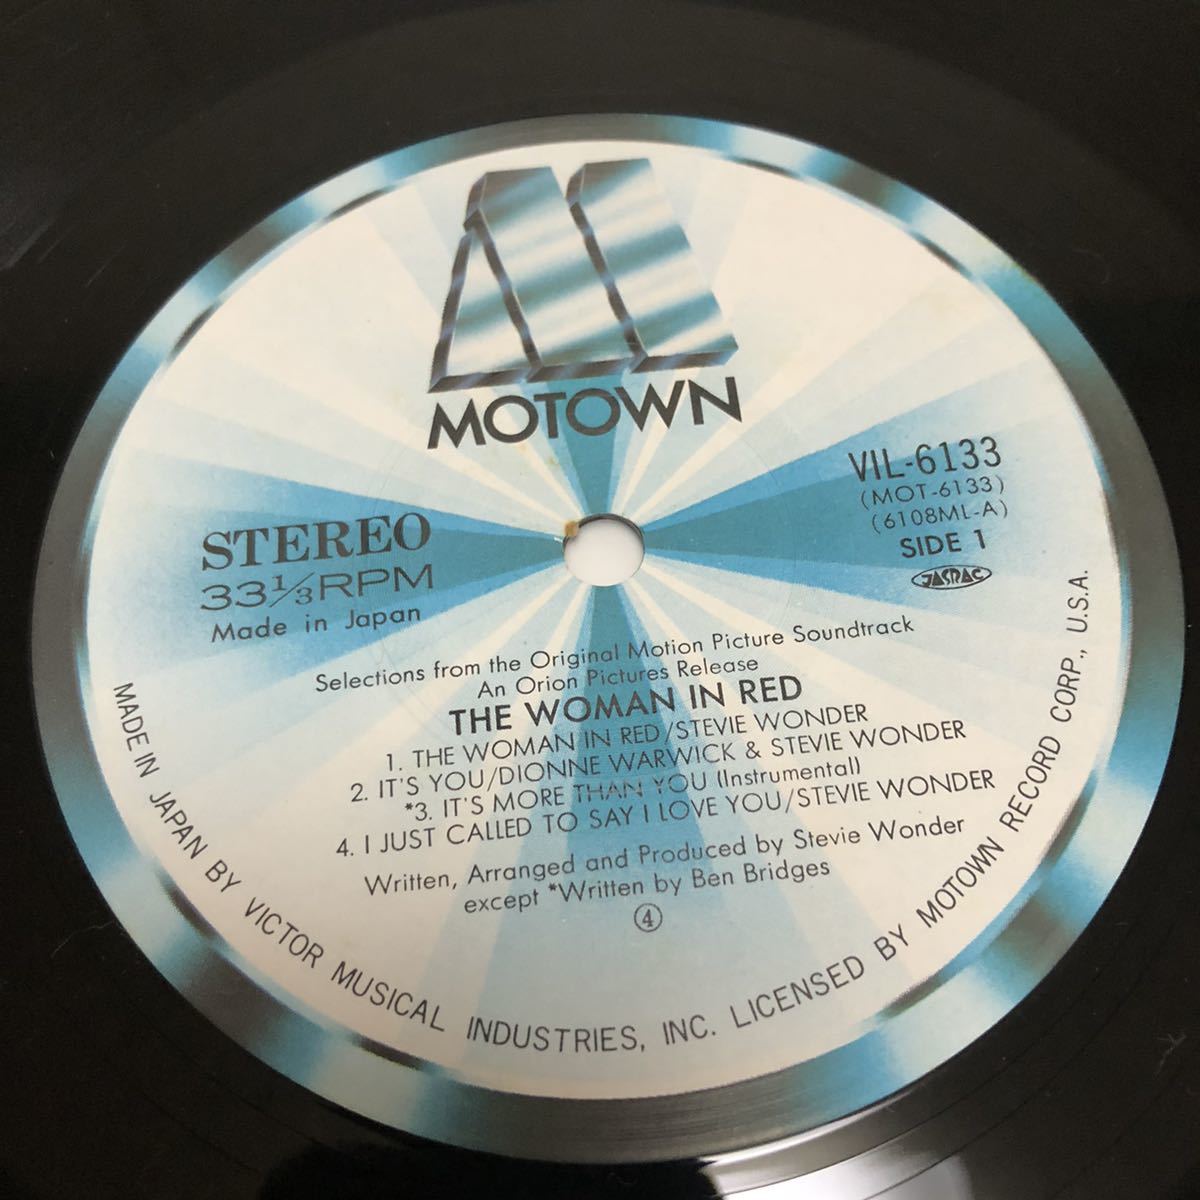 MOTOWN
VIL-6133
(MOT-6133)
(6108ML-A)
SIDE 1
JASRAC
STEREO
33 1/3 RPM
Made in Japan
Selections from the Original Motion Picture Soundtrack
An Orion Pictures Release
THE WOMAN IN RED
1. THE WOMAN IN RED/STEVIE WONDER
2. IT'S YOU/DIONNE WARWICK & STEVIE WONDER
*3. IT'S MORE THAN YOU (Instrumental)
4. I JUST CALLED TO SAY I LOVE YOU/STEVIE WONDER
Written, Arranged and Produced by Stevie Wonder
except *Written by Ben Bridges
④
MADE IN JAPAN BY VICTOR MUSICAL INDUSTRIES, INC. LICENSED BY MOTOWN RECORD CORP., U.S.A.